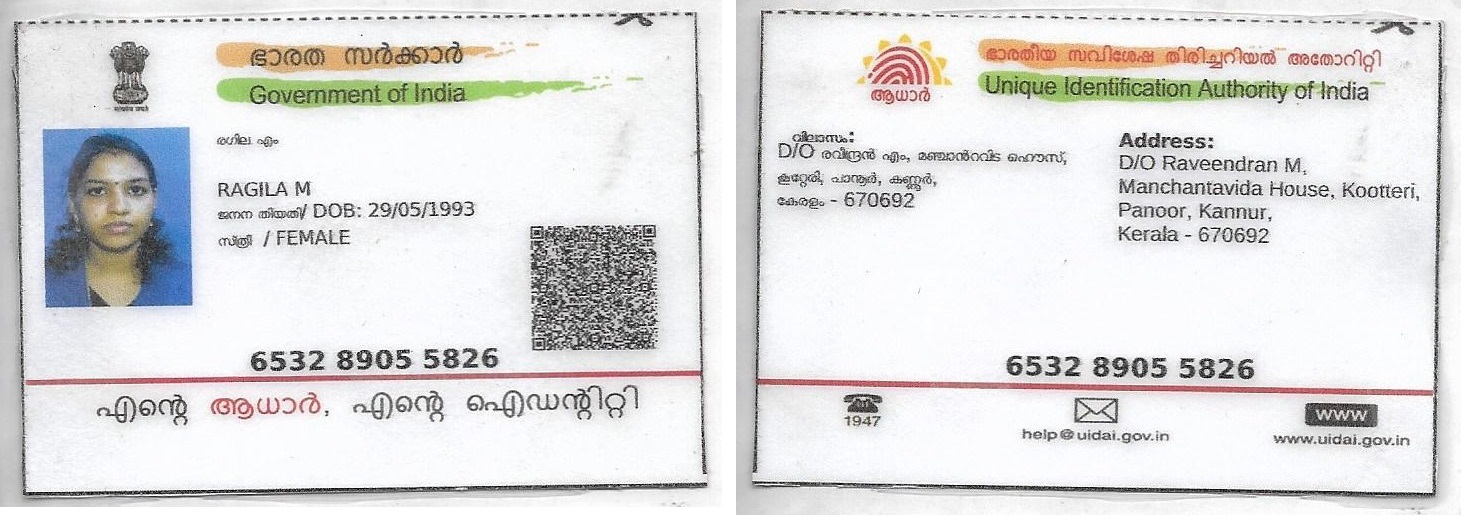 ഭാരത സർക്കാർ
Government of India
രഗില എം
RAGILA M
ജനന തിയതി/ DOB: 29/05/1993
സ്ത്രീ / FEMALE
6532 8905 5826
എന്റെ ആധാർ, എന്റെ ഐഡന്റിറ്റി
ഭാരതീയ സവിശേഷ തിരിച്ചറിയൽ അതോറിറ്റി
Unique Identification Authority of India
ആധാർ
വിലാസം:
D/O രവീന്ദ്രൻ എം, മഞ്ചാൻറവിട ഹൌസ്,
കൂറ്റേരി, പാനൂർ, കണ്ണൂർ,
കേരളം - 670692
Address:
D/O Raveendran M,
Manchantavida House, Kootteri,
Panoor, Kannur,
Kerala - 670692
6532 8905 5826
1947
help@uidai.gov.in
www
www.uidai.gov.in